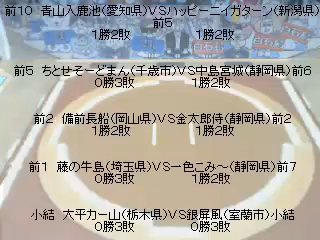 前10 青山入鹿池(愛知県)VSハッピーニィガターン(新潟県)
前5
1勝2敗 1勝2敗
前5 ちとせそーどまん(千歳市)VS中島宮城(静岡県)前6
0勝3敗 1勝2敗
前2 備前長船(岡山県)VS金太郎侍(静岡県)前2
1勝2敗 1勝2敗
前1 藤の牛島(埼玉県)VS一色こみ〜(静岡県)前7
0勝3敗 1勝2敗
小結 大平カー山(栃木県)VS銀屏風(室蘭市)小結
0勝3敗 0勝3敗